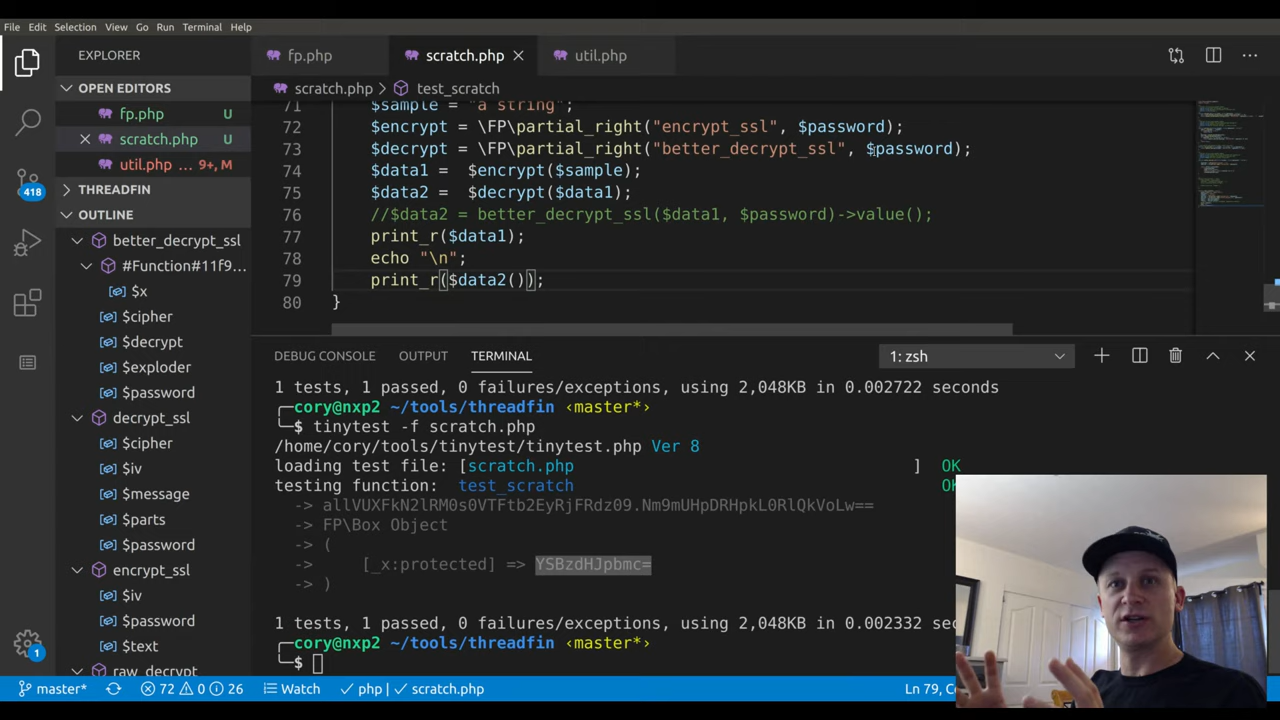 File Edit Selection View Go Run Terminal Help
EXPLORER
OPEN EDITORS
fp.php U
scratch.php U
util.php ... 9+, M
THREADFIN
OUTLINE
better_decrypt_ssl
#Function#11f9...
$x
$cipher
$decrypt
$exploder
$password
decrypt_ssl
$cipher
$iv
$message
$parts
$password
encrypt_ssl
$iv
$password
$text
raw_decrypt
418
1
fp.php scratch.php util.php
scratch.php > test_scratch
71 $sample = "a string";
72 $encrypt = \FP\partial_right("encrypt_ssl", $password);
73 $decrypt = \FP\partial_right("better_decrypt_ssl", $password);
74 $data1 = $encrypt($sample);
75 $data2 = $decrypt($data1);
76 //$data2 = better_decrypt_ssl($data1, $password)->value();
77 print_r($data1);
78 echo "\n";
79 print_r($data2());
80 }
DEBUG CONSOLE OUTPUT TERMINAL 1: zsh
1 tests, 1 passed, 0 failures/exceptions, using 2,048KB in 0.002722 seconds
cory@nxp2 ~/tools/threadfin ‹master*›
$ tinytest -f scratch.php
/home/cory/tinytest/tinytest.php Ver 8
loading test file: [scratch.php ] OK
testing function: test_scratch OK
-> allVUXFkN2lRM0s0VTFtb2EyRjFRdz09.Nm9mUHpDRHpkL0RlQkVoLw==
-> FP\Box Object
-> (
-> [_x:protected] => YSBzdHJpbmc=
-> )
1 tests, 1 passed, 0 failures/exceptions, using 2,048KB in 0.002332 sec
cory@nxp2 ~/tools/threadfin ‹master*›
$
master* 72 0 26 Watch php | scratch.php Ln 79, C